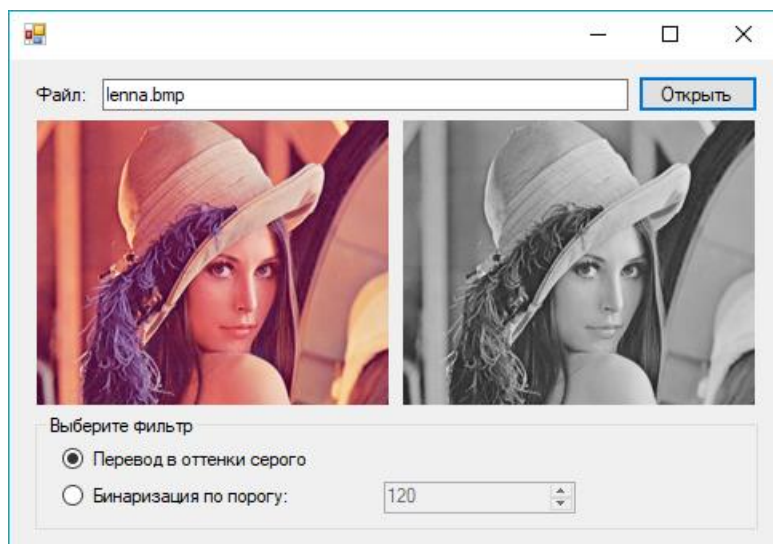 Файл: lenna.bmp Открыть
Выберите фильтр
Перевод в оттенки серого
Бинаризация по порогу: 120